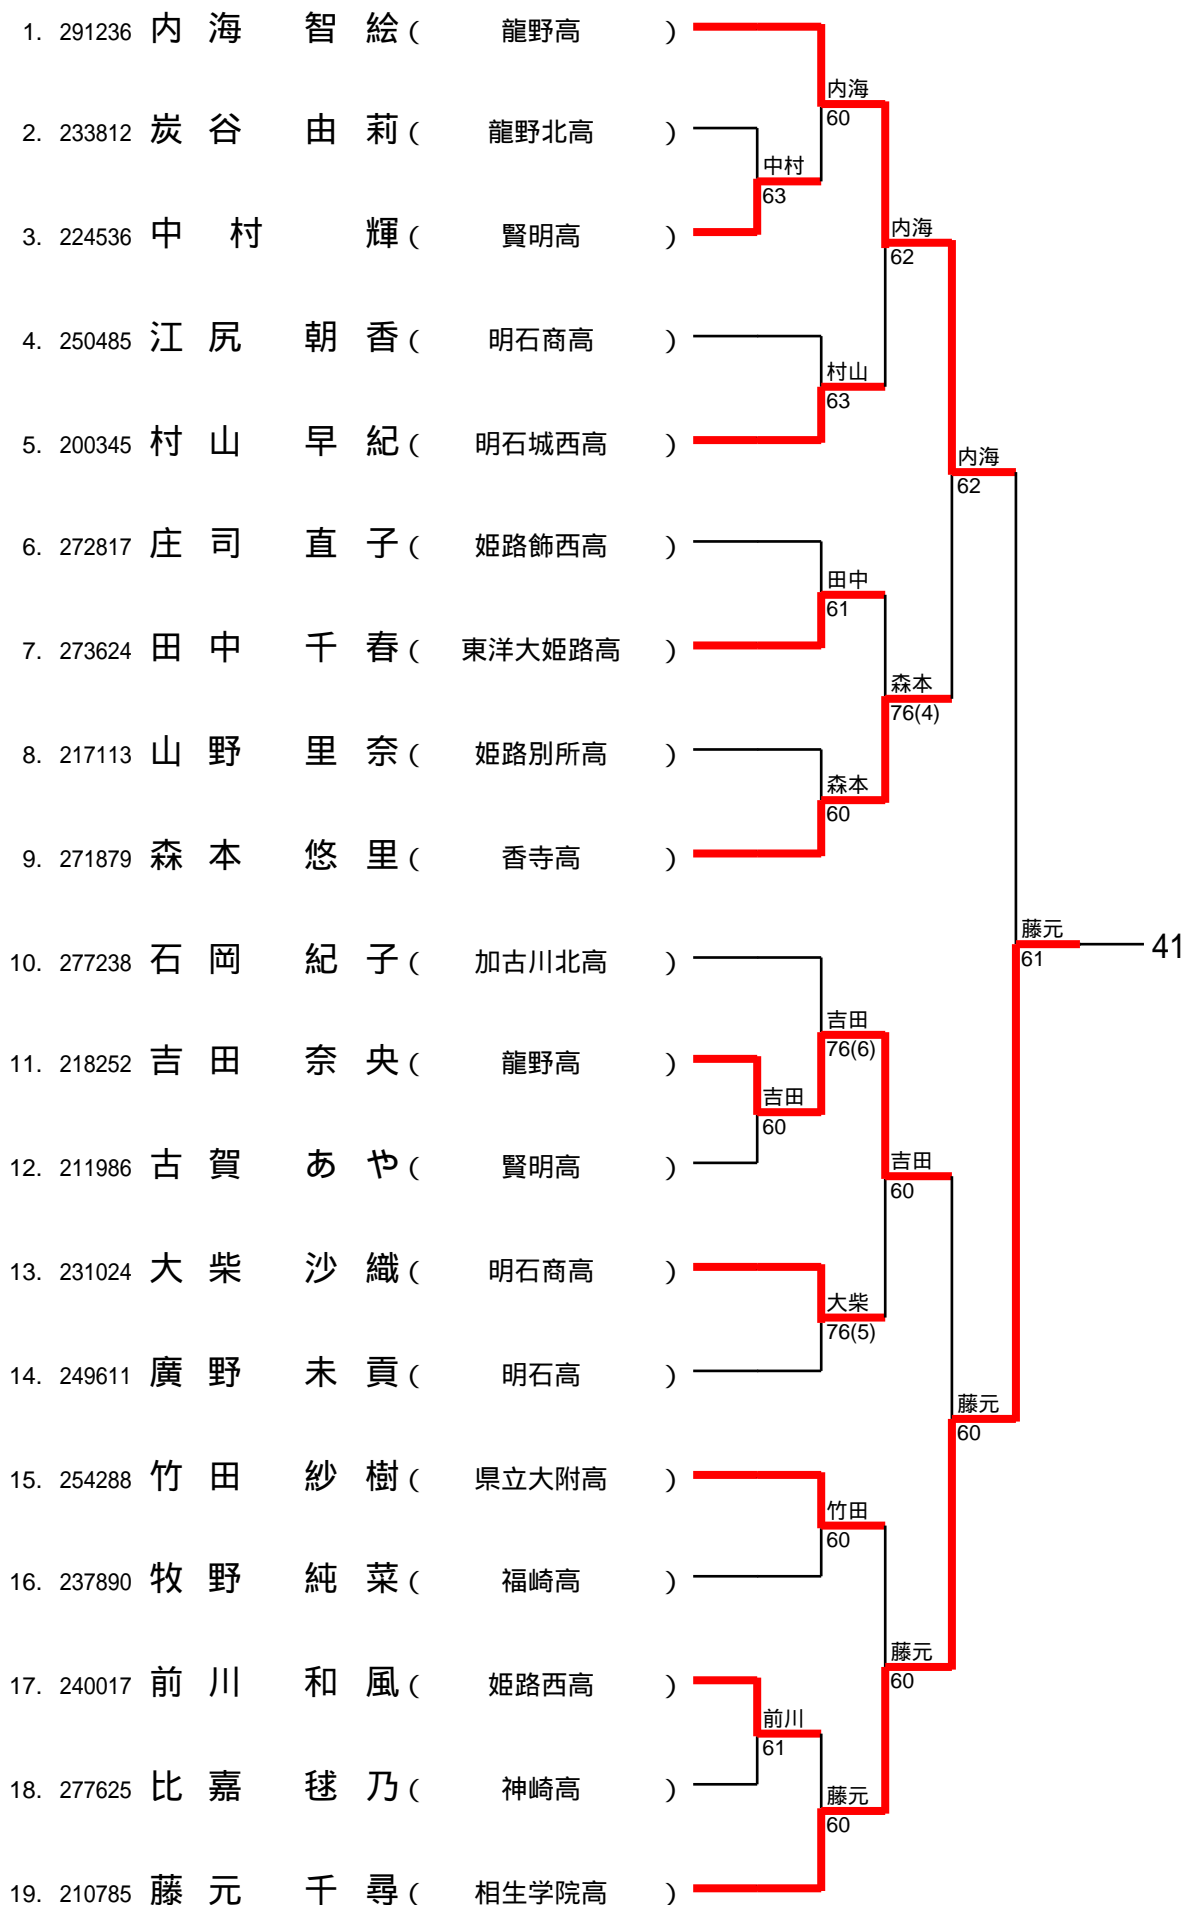 1. 291236 内海 智絵 ( 龍野高 )
内海
60
2. 233812 炭谷 由莉 ( 龍野北高 )
中村
63
3. 224536 中村 輝 ( 賢明高 )
内海
62
4. 250485 江尻 朝香 ( 明石商高 )
村山
63
5. 200345 村山 早紀 ( 明石城西高 )
内海
62
6. 272817 庄司 直子 ( 姫路飾西高 )
田中
61
7. 273624 田中 千春 ( 東洋大姫路高 )
森本
76(4)
8. 217113 山野 里奈 ( 姫路別所高 )
森本
60
9. 271879 森本 悠里 ( 香寺高 )
藤元
61
41
10. 277238 石岡 紀子 ( 加古川北高 )
吉田
76(6)
11. 218252 吉田 奈央 ( 龍野高 )
吉田
60
12. 211986 古賀 あや ( 賢明高 )
吉田
60
13. 231024 大柴 沙織 ( 明石商高 )
大柴
76(5)
14. 249611 廣野 未貢 ( 明石高 )
藤元
60
15. 254288 竹田 紗樹 ( 県立大附高 )
竹田
60
16. 237890 牧野 純菜 ( 福崎高 )
藤元
60
17. 240017 前川 和風 ( 姫路西高 )
前川
61
18. 277625 比嘉 毬乃 ( 神崎高 )
藤元
60
19. 210785 藤元 千尋 ( 相生学院高 )